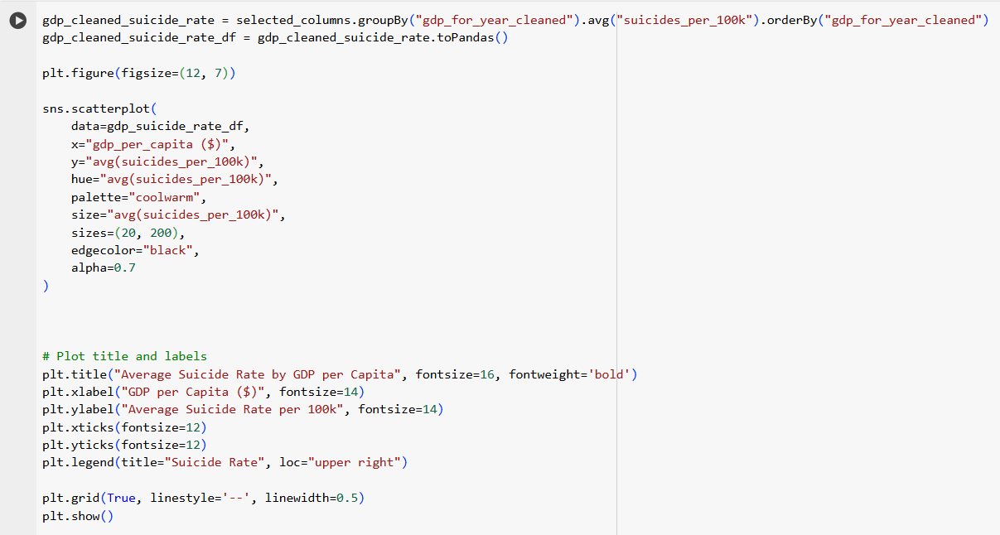 gdp_cleaned_suicide_rate = selected_columns.groupBy("gdp_for_year_cleaned").avg("suicides_per_100k").orderBy("gdp_for_year_cleaned")
gdp_cleaned_suicide_rate_df = gdp_cleaned_suicide_rate.toPandas()

plt.figure(figsize=(12, 7))

sns.scatterplot(
    data=gdp_suicide_rate_df,
    x="gdp_per_capita ($)",
    y="avg(suicides_per_100k)",
    hue="avg(suicides_per_100k)",
    palette="coolwarm",
    size="avg(suicides_per_100k)",
    sizes=(20, 200),
    edgecolor="black",
    alpha=0.7
)

# Plot title and labels
plt.title("Average Suicide Rate by GDP per Capita", fontsize=16, fontweight='bold')
plt.xlabel("GDP per Capita ($)", fontsize=14)
plt.ylabel("Average Suicide Rate per 100k", fontsize=14)
plt.xticks(fontsize=12)
plt.yticks(fontsize=12)
plt.legend(title="Suicide Rate", loc="upper right")

plt.grid(True, linestyle='--', linewidth=0.5)
plt.show()